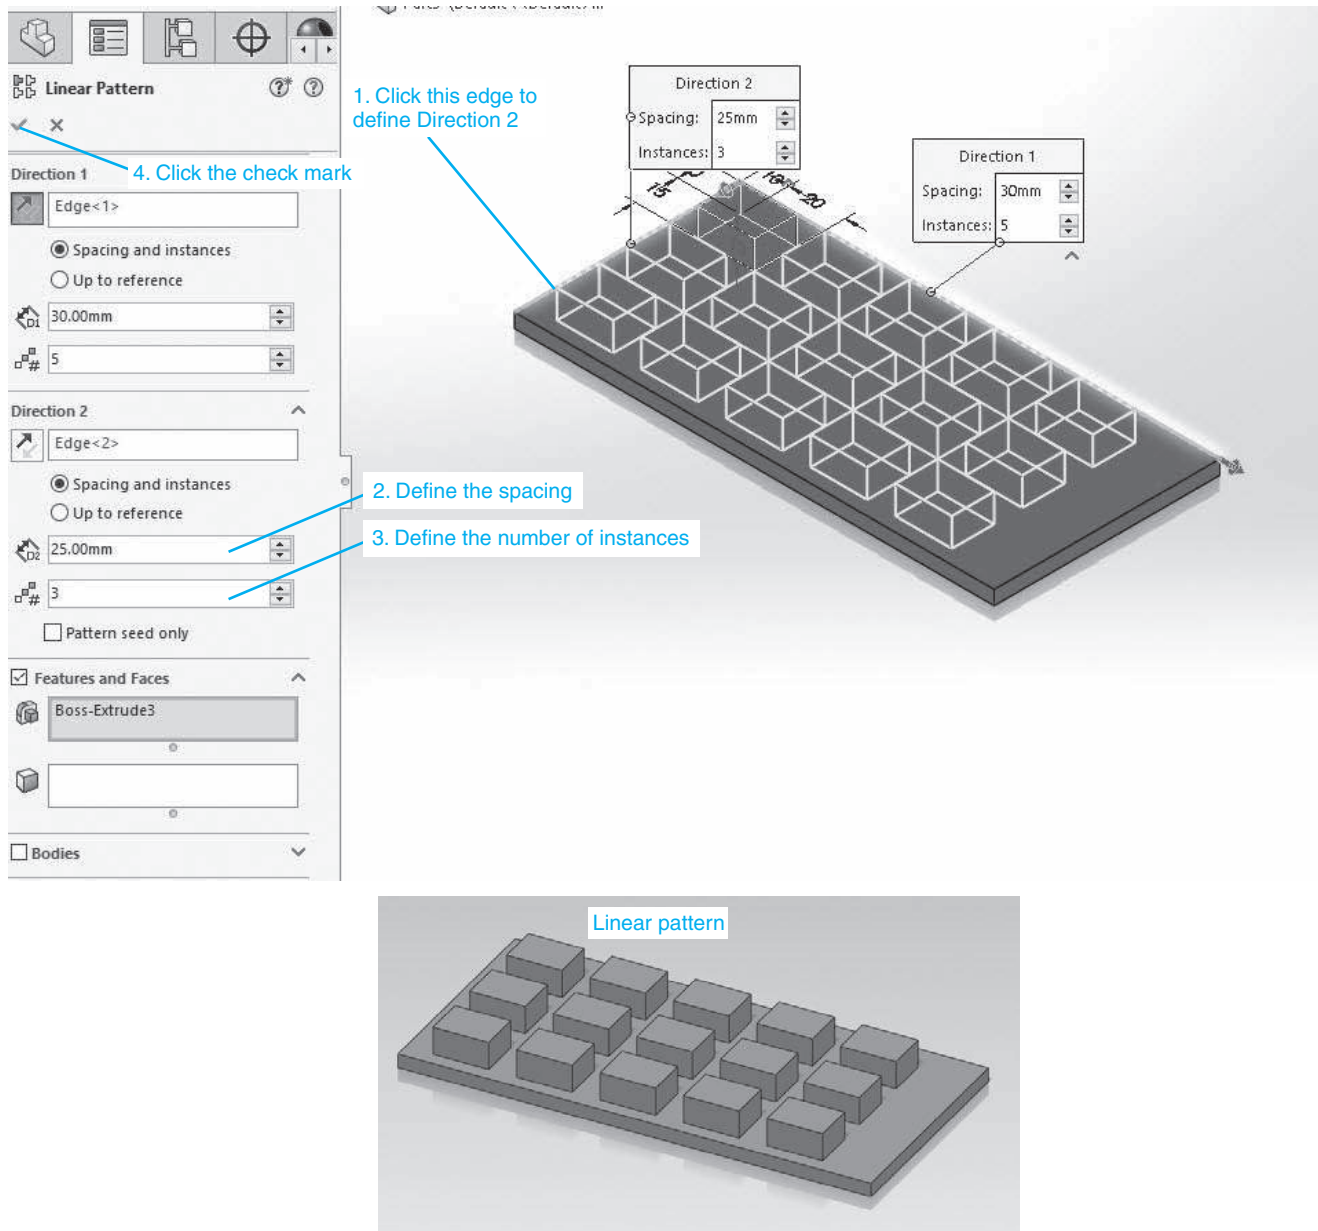 Linear Pattern
1. Click this edge to
define Direction 2
4. Click the check mark
Direction 1
Edge<1>
Spacing and instances
Up to reference
D1
30.00mm
#
5
Direction 2
Edge<2>
Spacing and instances
Up to reference
D2
25.00mm
#
3
Pattern seed only
Features and Faces
Boss-Extrude3
Bodies
2. Define the spacing
3. Define the number of instances
Direction 2
Spacing: 25mm
Instances: 3
Direction 1
Spacing: 30mm
Instances: 5
15
20
Linear pattern